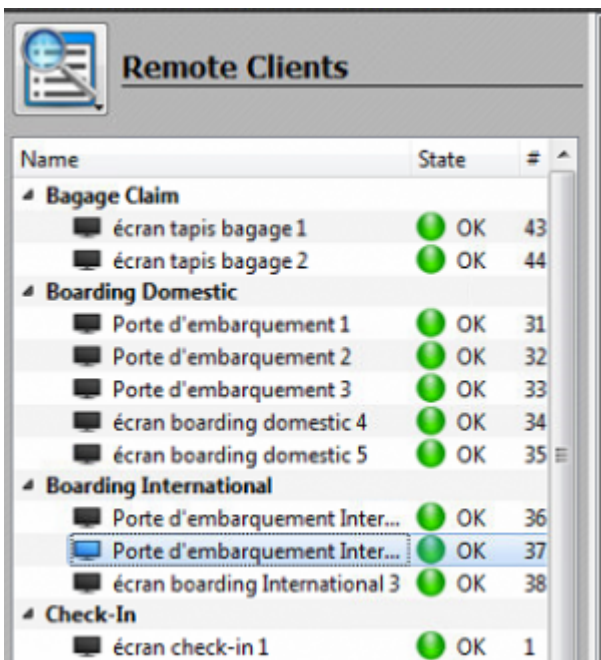 Remote Clients
Name State #
Bagage Claim
écran tapis bagage 1 OK 43
écran tapis bagage 2 OK 44
Boarding Domestic
Porte d'embarquement 1 OK 31
Porte d'embarquement 2 OK 32
Porte d'embarquement 3 OK 33
écran boarding domestic 4 OK 34
écran boarding domestic 5 OK 35
Boarding International
Porte d'embarquement Inter... OK 36
Porte d'embarquement Inter... OK 37
écran boarding International 3 OK 38
Check-In
écran check-in 1 OK 1